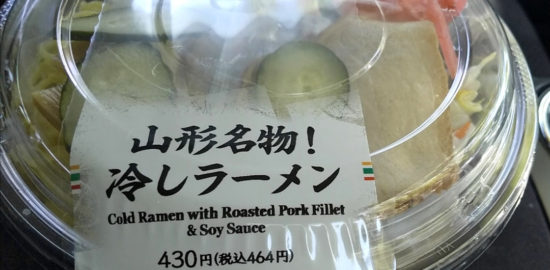 山形名物!
冷しラーメン
Cold Ramen with Roasted Pork Fillet
& Soy Sauce
430円(税込464円)